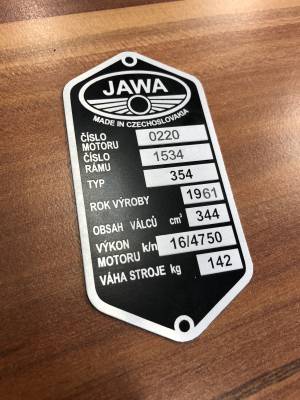 JAWA
MADE IN CZECHOSLOVAKIA
ČÍSLO
MOTORU 0220
ČÍSLO
RÁMU 1534
TYP 354
ROK VÝROBY 1961
OBSAH VÁLCŮ cm³ 344
VÝKON k/n 16/4750
MOTORU
VÁHA STROJE kg 142